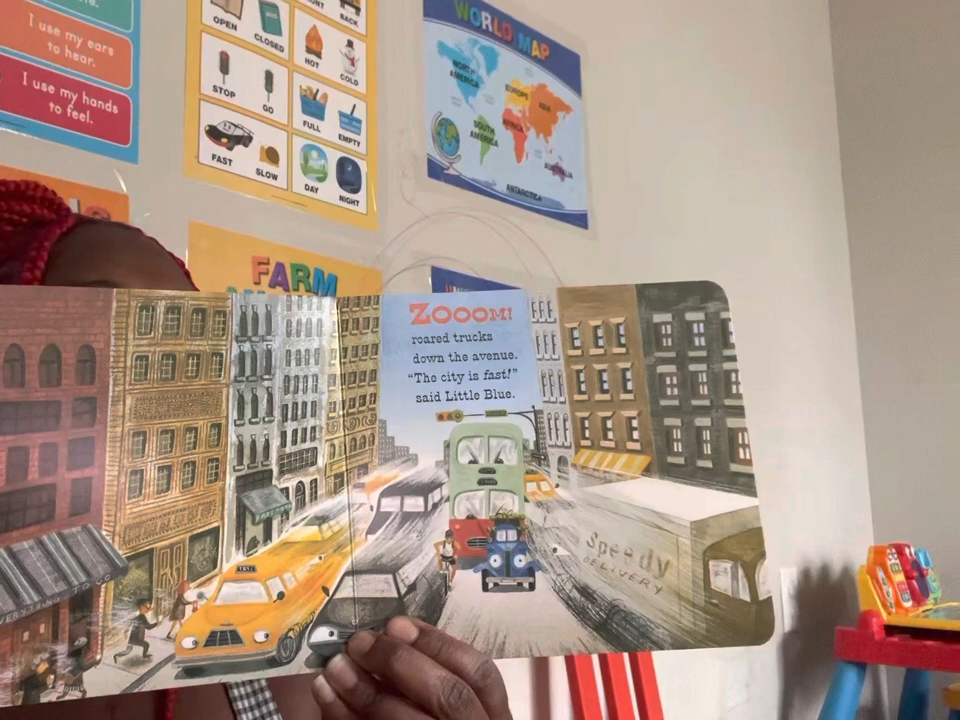 I use my ears
to hear.
I use my hands
to feel.
OPEN
CLOSED
FRONT
BACK
HOT
COLD
STOP
GO
FULL
EMPTY
FAST
SLOW
DAY
NIGHT
WORLD MAP
NORTH
AMERICA
EUROPE
ASIA
AFRICA
SOUTH
AMERICA
AUSTRALIA
ANTARCTICA
FARM
ZOOOM!
roared trucks
down the avenue.
"The city is fast!"
said Little Blue.
TAXI
Speedy
DELIVERY